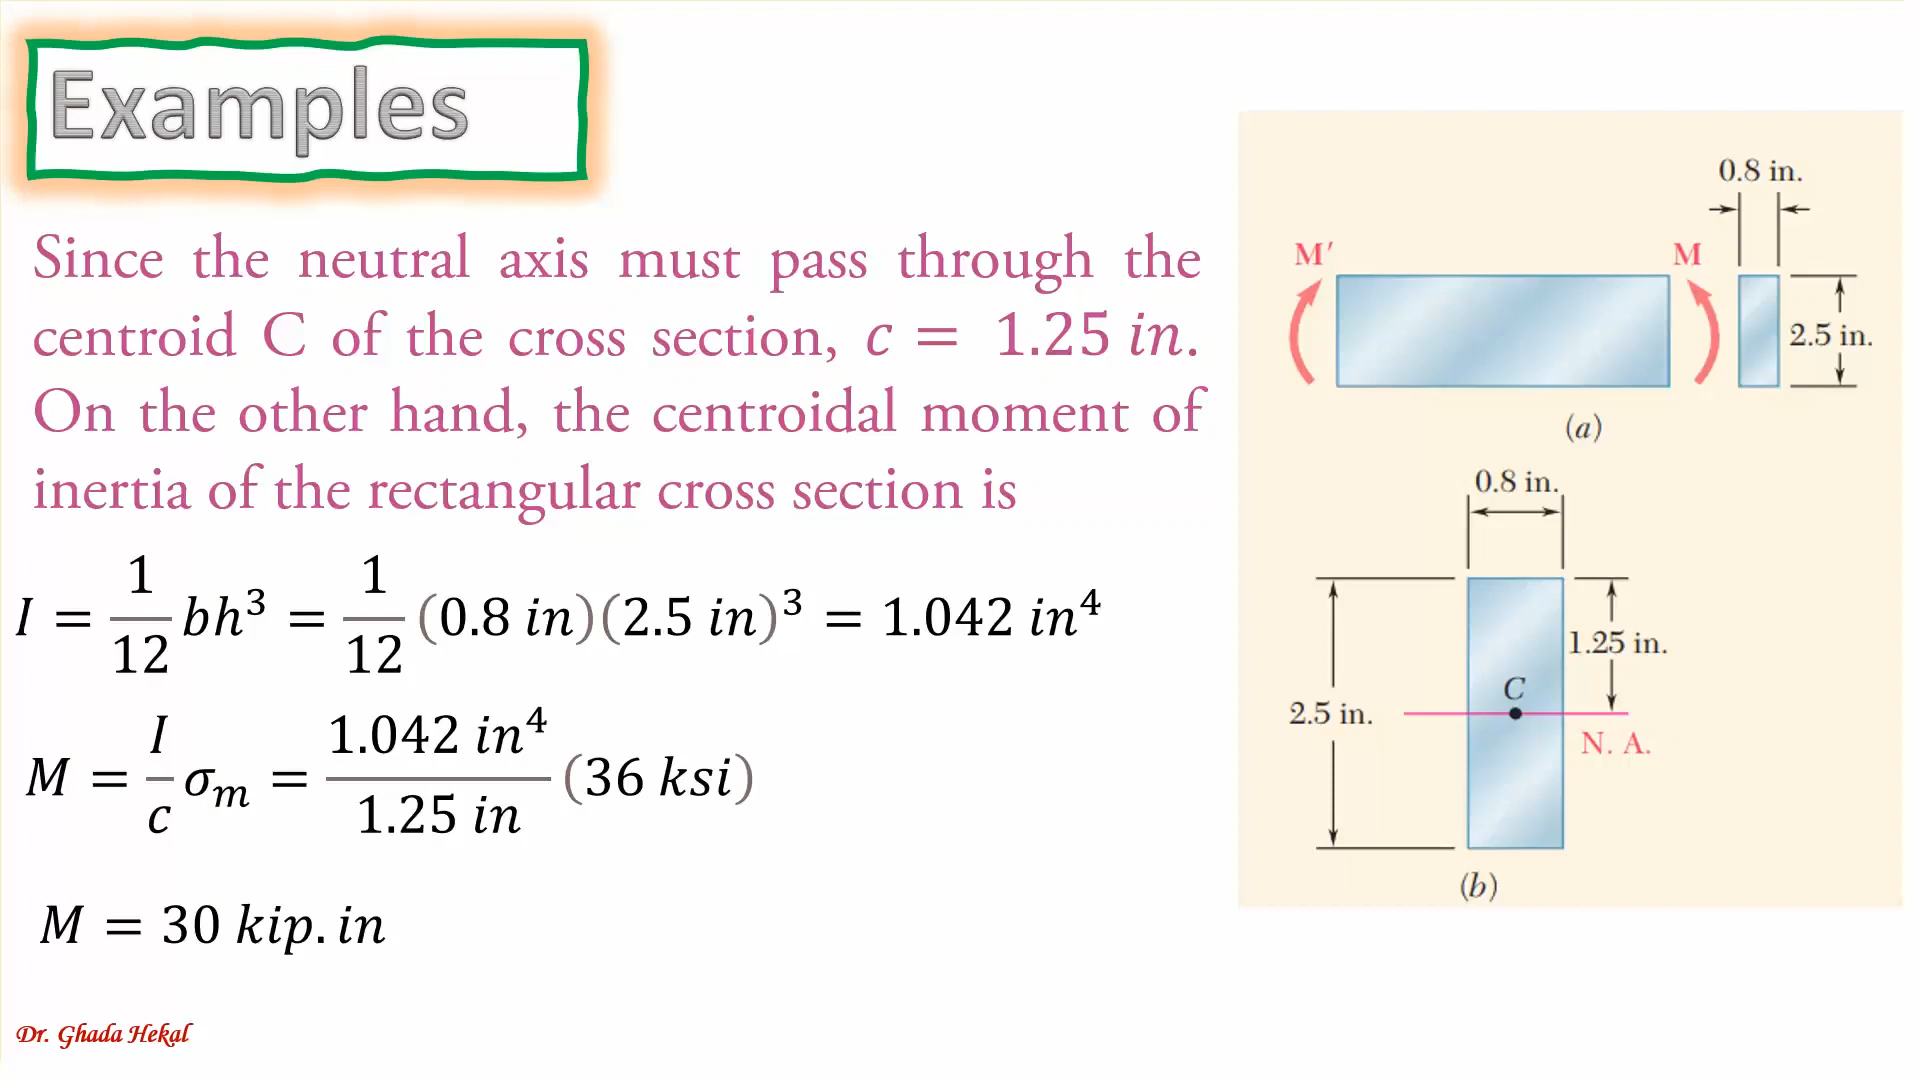 Examples
Since the neutral axis must pass through the
centroid C of the cross section, c = 1.25 in.
On the other hand, the centroidal moment of
inertia of the rectangular cross section is
I = 1/12 bh³ = 1/12 (0.8 in)(2.5 in)³ = 1.042 in⁴
M = I/c σₘ = 1.042 in⁴/1.25 in (36 ksi)
M = 30 kip.in
Dr. Ghada Hekal
0.8 in.
M′
M
2.5 in.
(a)
0.8 in.
1.25 in.
C
2.5 in.
N. A.
(b)